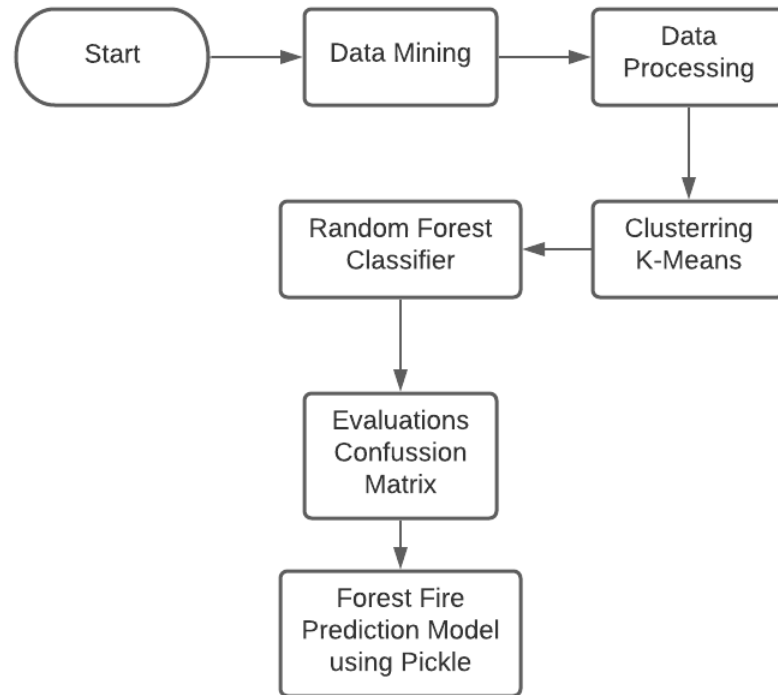 Start
Data Mining
Data
Processing
Clusterring
K-Means
Random Forest
Classifier
Evaluations
Confussion
Matrix
Forest Fire
Prediction Model
using Pickle